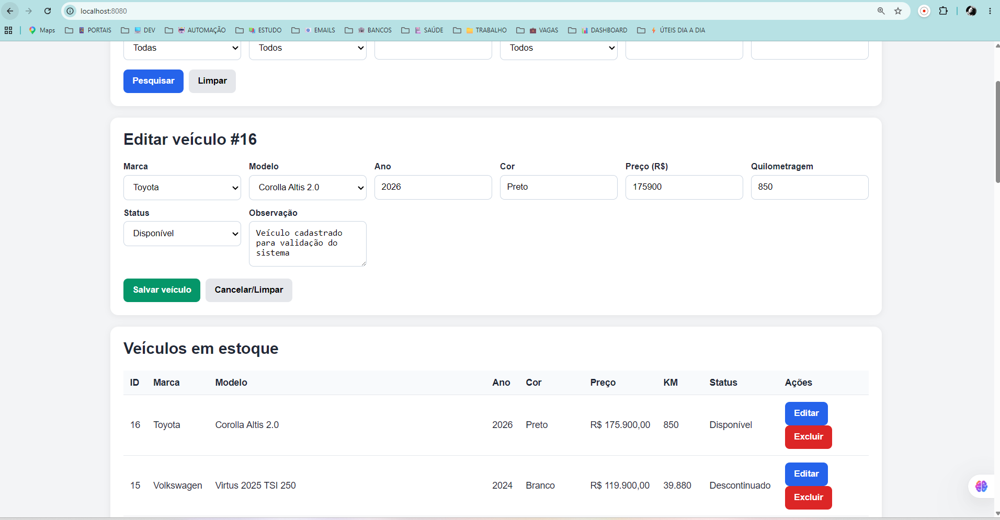 localhost:8080
Maps PORTAIS DEV AUTOMAÇÃO ESTUDO EMAILS BANCOS SAÚDE TRABALHO VAGAS DASHBOARD ÚTEIS DIA A DIA
Todas Todos Todos
Pesquisar Limpar
Editar veículo #16
Marca Modelo Ano Cor Preço (R$) Quilometragem
Toyota Corolla Altis 2.0 2026 Preto 175900 850
Status Observação
Disponível Veículo cadastrado
para validação do
sistema
Salvar veículo Cancelar/Limpar
Veículos em estoque
ID Marca Modelo Ano Cor Preço KM Status Ações
16 Toyota Corolla Altis 2.0 2026 Preto R$ 175.900,00 850 Disponível Editar
Excluir
15 Volkswagen Virtus 2025 TSI 250 2024 Branco R$ 119.900,00 39.880 Descontinuado Editar
Excluir